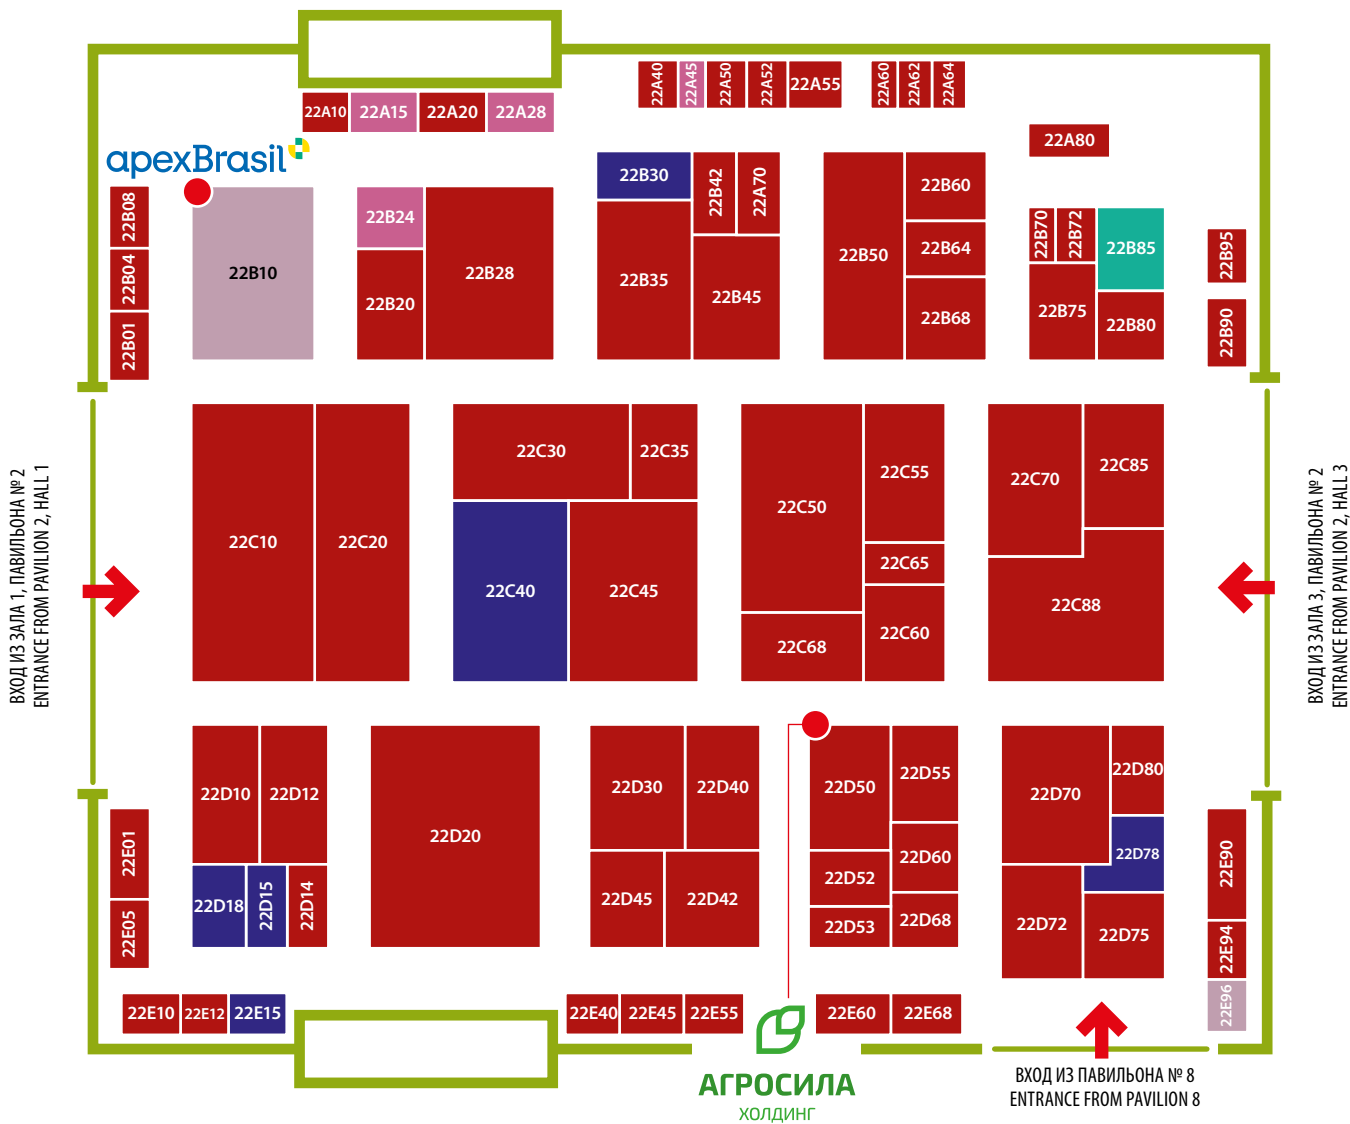 22A40
22A45
22A50
22A52
22A55
22A60
22A62
22A64
22A10
22A15
22A20
22A28
22A80
apexBrasil
22B08
22B04
22B01
22B10
22B24
22B20
22B28
22B30
22B35
22B42
22A70
22B45
22B50
22B60
22B64
22B68
22B70
22B72
22B85
22B75
22B80
22B95
22B90
ВХОД ИЗ ЗАЛА 1, ПАВИЛЬОНА № 2
ENTRANCE FROM PAVILION 2, HALL 1
22C10
22C20
22C30
22C35
22C40
22C45
22C50
22C55
22C65
22C60
22C68
22C70
22C85
22C88
ВХОД ИЗ ЗАЛА 3, ПАВИЛЬОНА № 2
ENTRANCE FROM PAVILION 2, HALL 3
22D10
22D12
22D18
22D15
22D14
22D20
22D30
22D40
22D45
22D42
22D50
22D55
22D52
22D60
22D53
22D68
22D70
22D80
22D78
22D72
22D75
22E01
22E05
22E90
22E94
22E96
22E10
22E12
22E15
22E40
22E45
22E55
22E60
22E68
АГРОСИЛА
ХОЛДИНГ
ВХОД ИЗ ПАВИЛЬОНА № 8
ENTRANCE FROM PAVILION 8